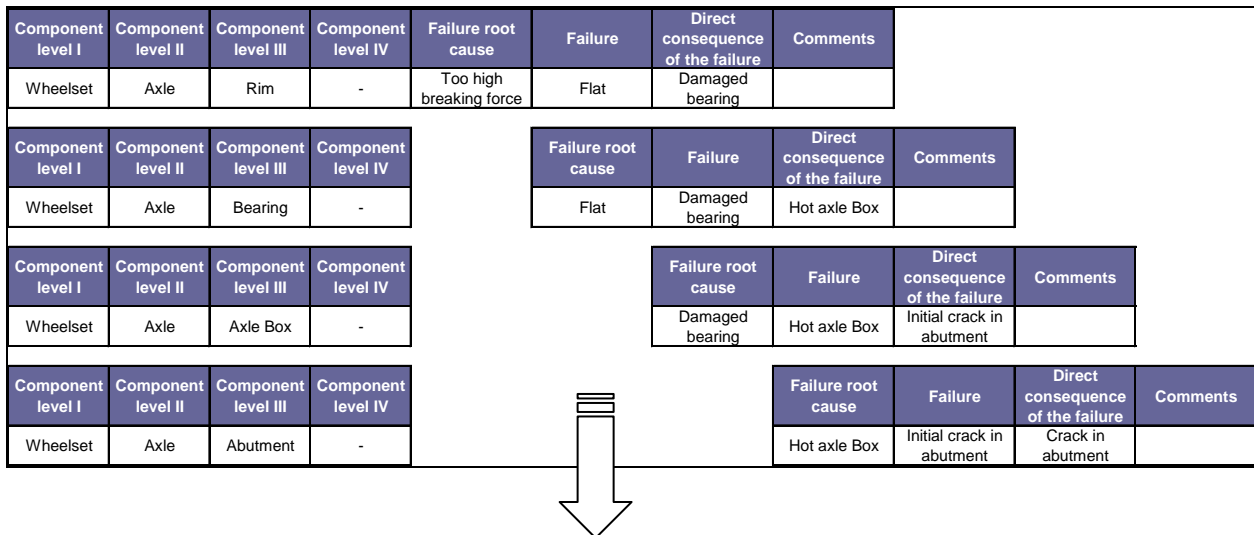 Component level I Component level II Component level III Component level IV Failure root cause Failure Direct consequence of the failure Comments
Wheelset Axle Rim - Too high breaking force Flat Damaged bearing
Component level I Component level II Component level III Component level IV Failure root cause Failure Direct consequence of the failure Comments
Wheelset Axle Bearing - Flat Damaged bearing Hot axle Box
Component level I Component level II Component level III Component level IV Failure root cause Failure Direct consequence of the failure Comments
Wheelset Axle Axle Box - Damaged bearing Hot axle Box Initial crack in abutment
Component level I Component level II Component level III Component level IV Failure root cause Failure Direct consequence of the failure Comments
Wheelset Axle Abutment - Hot axle Box Initial crack in abutment Crack in abutment